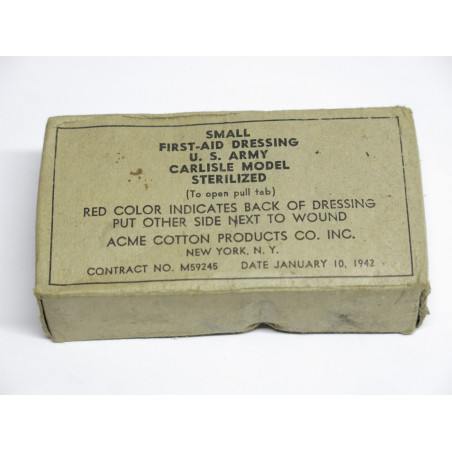 SMALL
FIRST-AID DRESSING
U. S. ARMY
CARLISLE MODEL
STERILIZED
(To open pull tab)
RED COLOR INDICATES BACK OF DRESSING
PUT OTHER SIDE NEXT TO WOUND
ACME COTTON PRODUCTS CO. INC.
NEW YORK, N. Y.
CONTRACT NO. M59245 DATE JANUARY 10, 1942